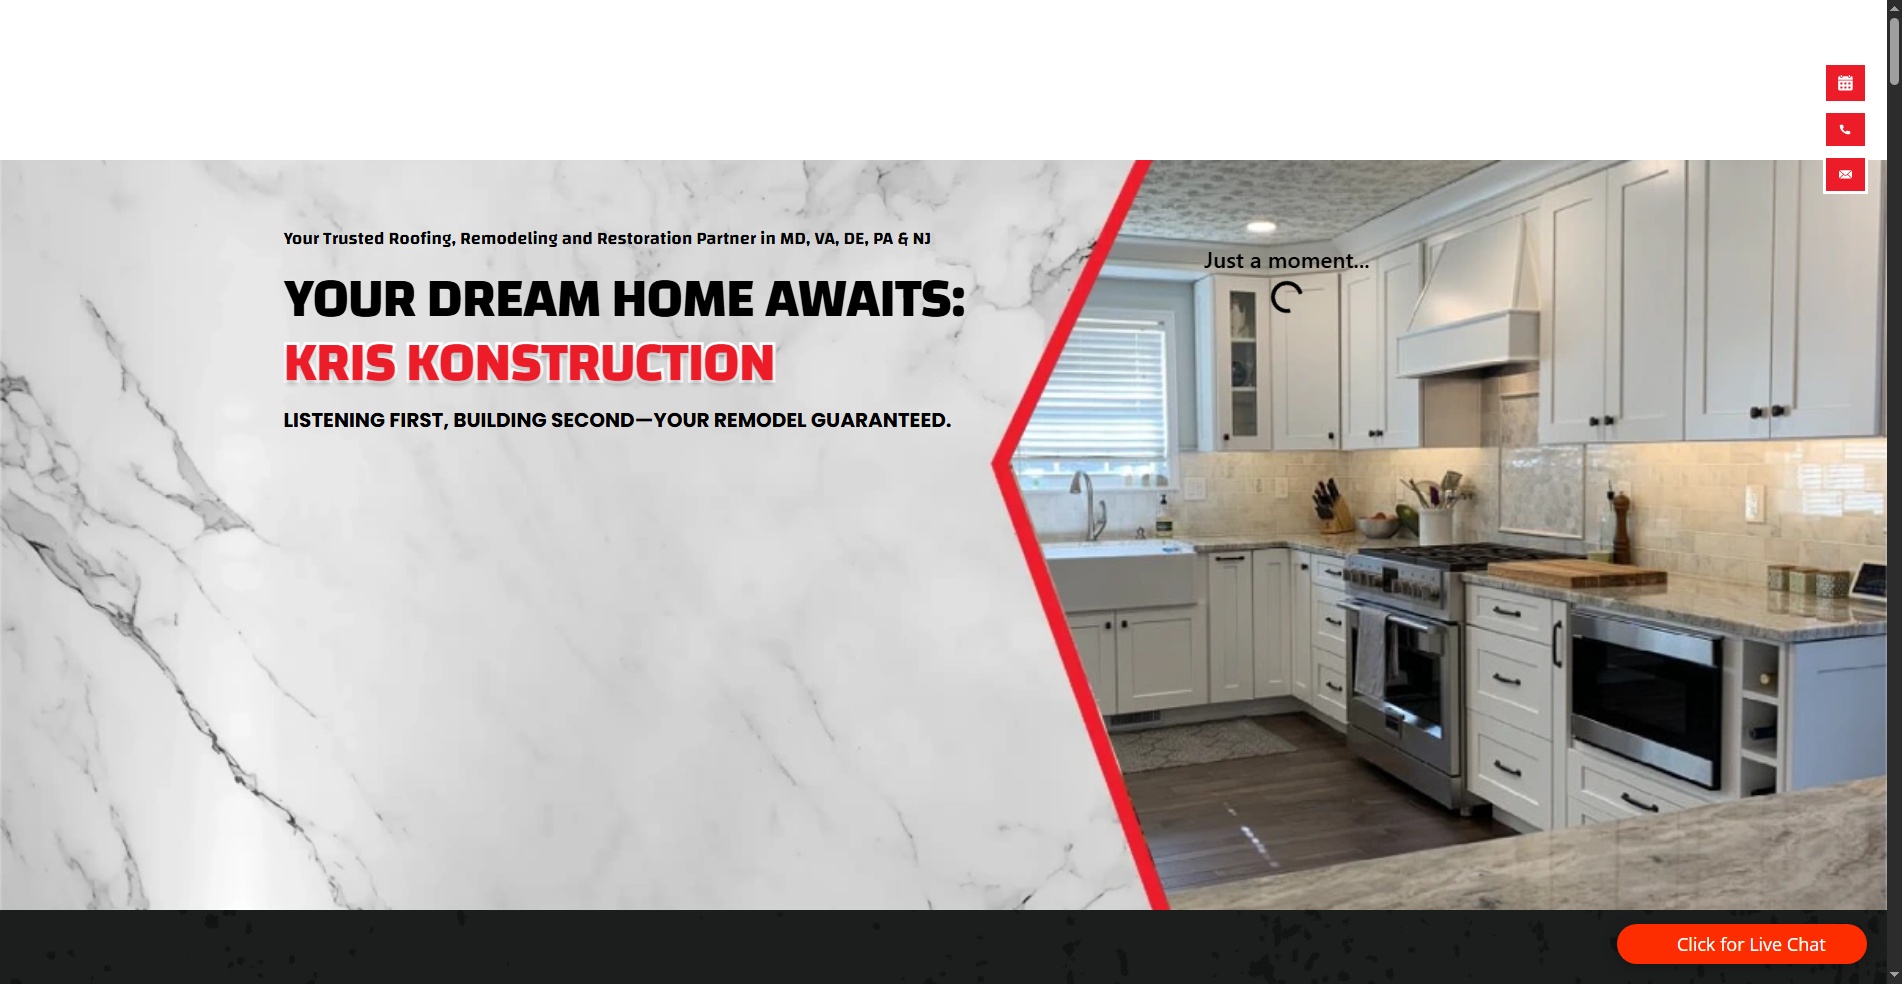 Your Trusted Roofing, Remodeling and Restoration Partner in MD, VA, DE, PA & NJ
YOUR DREAM HOME AWAITS:
KRIS KONSTRUCTION
LISTENING FIRST, BUILDING SECOND—YOUR REMODEL GUARANTEED.
Just a moment...
Click for Live Chat